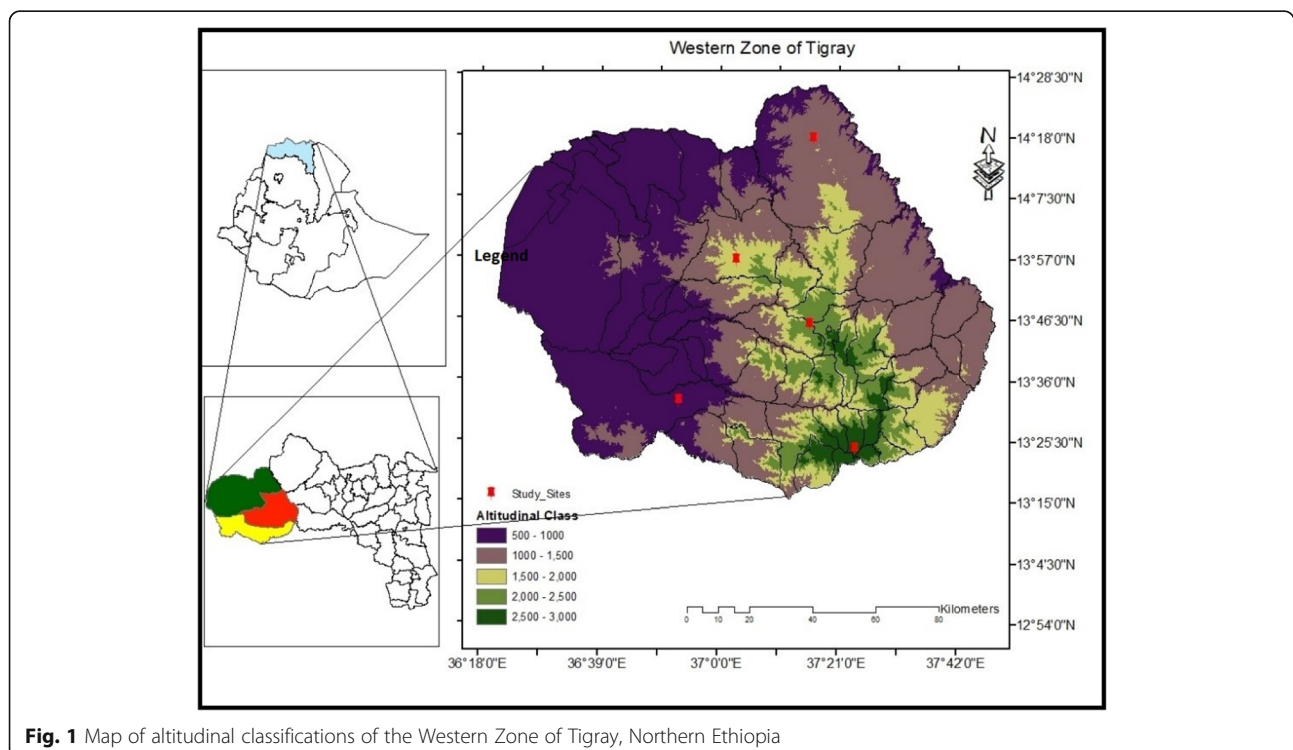 Western Zone of Tigray
14°28'30"N
N
14°18'0"N
14°7'30"N
Legend
13°57'0"N
13°46'30"N
13°36'0"N
13°25'30"N
Study_Sites
13°15'0"N
Altitudinal Class
500 - 1000
1000 - 1,500
1,500 - 2,000
13°4'30"N
2,000 - 2,500
Kilometers
2,500 - 3,000
0 5 10 20 40 60 80
12°54'0"N
36°18'0"E 36°39'0"E 37°0'0"E 37°21'0"E 37°42'0"E
Fig. 1 Map of altitudinal classifications of the Western Zone of Tigray, Northern Ethiopia